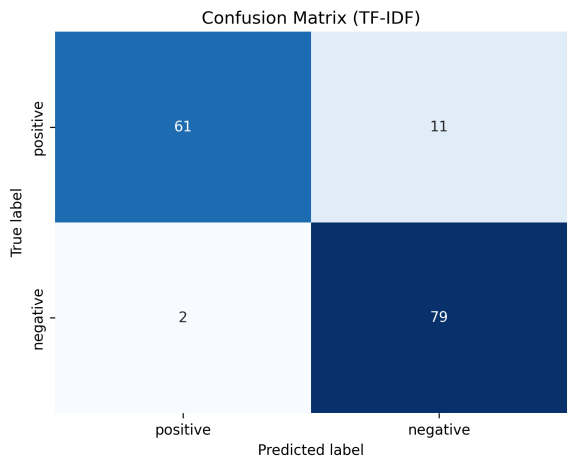 Confusion Matrix (TF-IDF)
True label
positive
61
11
negative
2
79
positive
negative
Predicted label